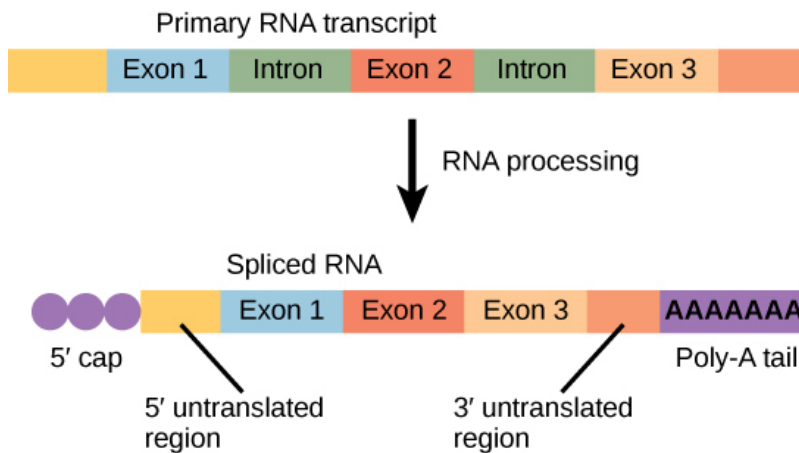 Primary RNA transcript
Exon 1 Intron Exon 2 Intron Exon 3
RNA processing
Spliced RNA
Exon 1 Exon 2 Exon 3 AAAAAAA
5′ cap Poly-A tail
5′ untranslated region
3′ untranslated region